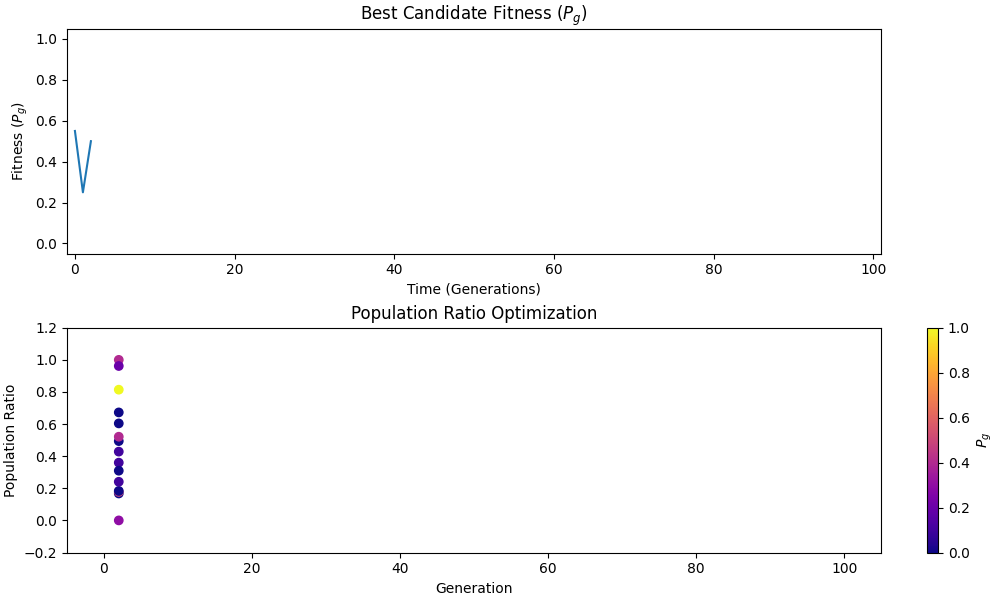 Best Candidate Fitness (P_g)
1.0
0.8
0.6
0.4
0.2
0.0
Fitness (P_g)
0 20 40 60 80 100
Time (Generations)
Population Ratio Optimization
1.2
1.0
0.8
0.6
0.4
0.2
0.0
−0.2
Population Ratio
0 20 40 60 80 100
Generation
1.0
0.8
0.6
0.4
0.2
0.0
P_g